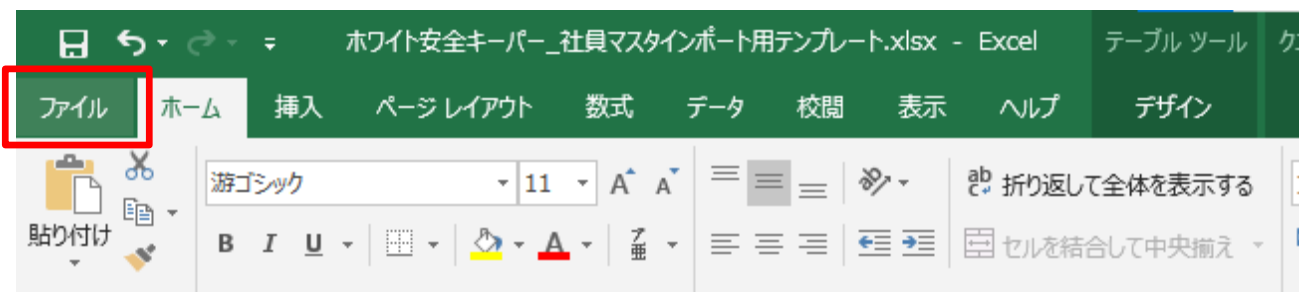 ホワイト安全キーパー_社員マスタインポート用テンプレート.xlsx - Excel テーブル ツール
ファイル ホーム 挿入 ページ レイアウト 数式 データ 校閲 表示 ヘルプ デザイン
游ゴシック 11 A A ab 折り返して全体を表示する
貼り付け B I U A ア亜 セルを結合して中央揃え